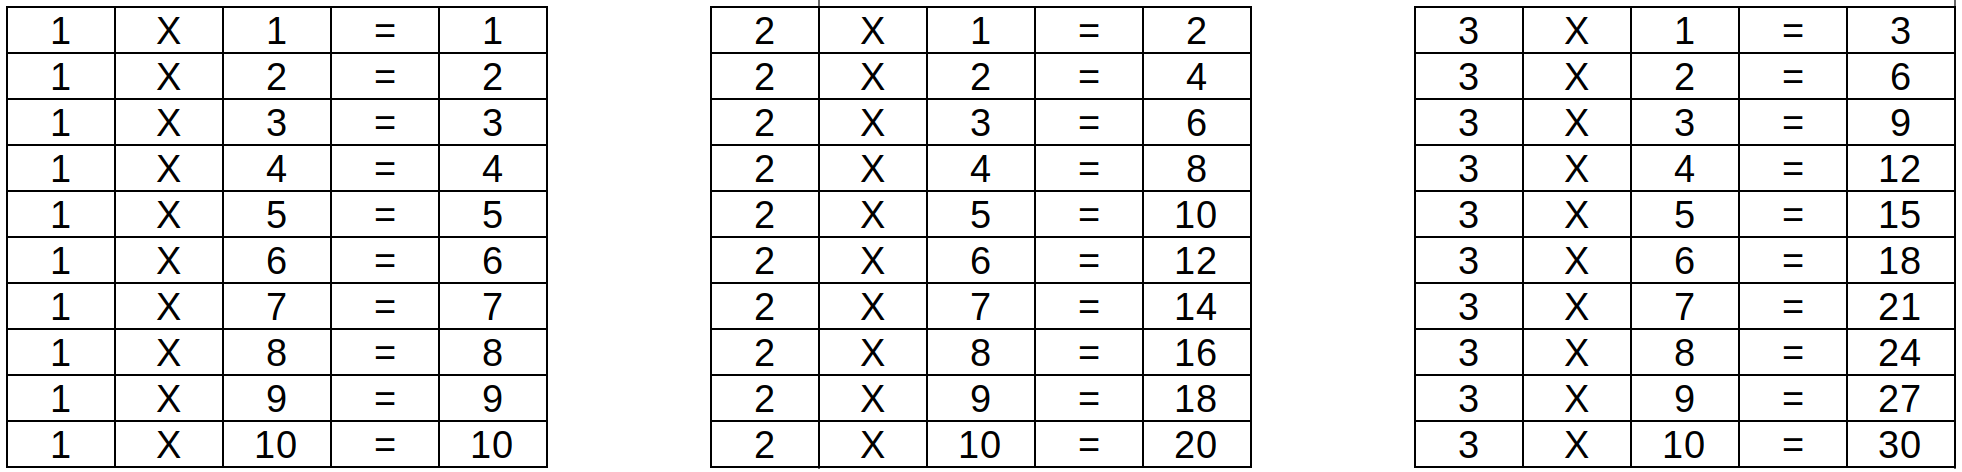 1 X 1 = 1
1 X 2 = 2
1 X 3 = 3
1 X 4 = 4
1 X 5 = 5
1 X 6 = 6
1 X 7 = 7
1 X 8 = 8
1 X 9 = 9
1 X 10 = 10
2 X 1 = 2
2 X 2 = 4
2 X 3 = 6
2 X 4 = 8
2 X 5 = 10
2 X 6 = 12
2 X 7 = 14
2 X 8 = 16
2 X 9 = 18
2 X 10 = 20
3 X 1 = 3
3 X 2 = 6
3 X 3 = 9
3 X 4 = 12
3 X 5 = 15
3 X 6 = 18
3 X 7 = 21
3 X 8 = 24
3 X 9 = 27
3 X 10 = 30